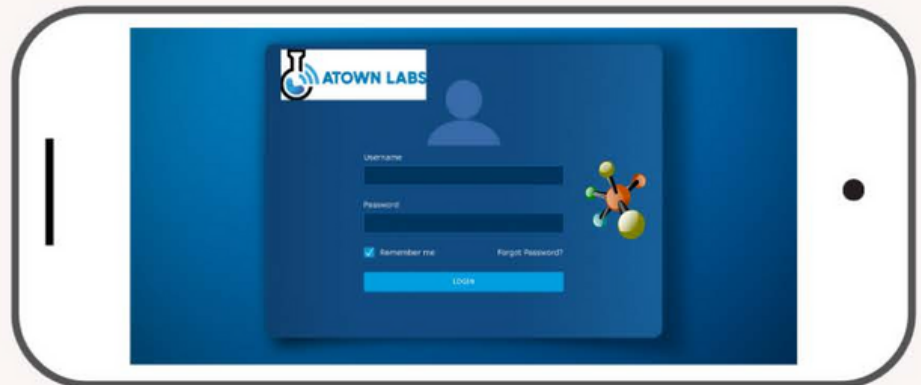 ATOWN LABS
Username
Password
Remember me
Forgot Password?
LOGIN